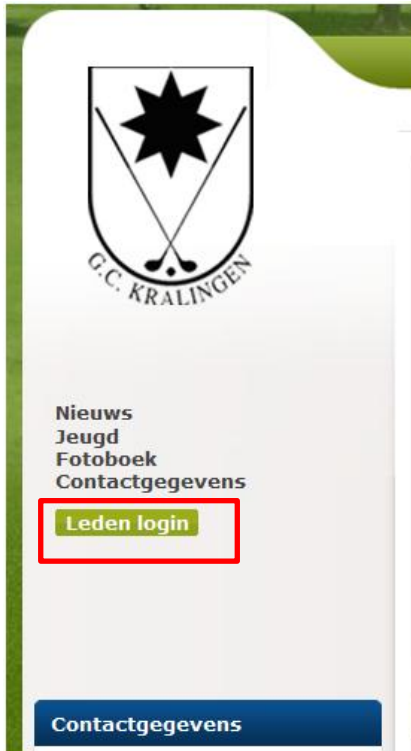 G.C. KRALINGEN
Nieuws
Jeugd
Fotoboek
Contactgegevens
Leden login
Contactgegevens